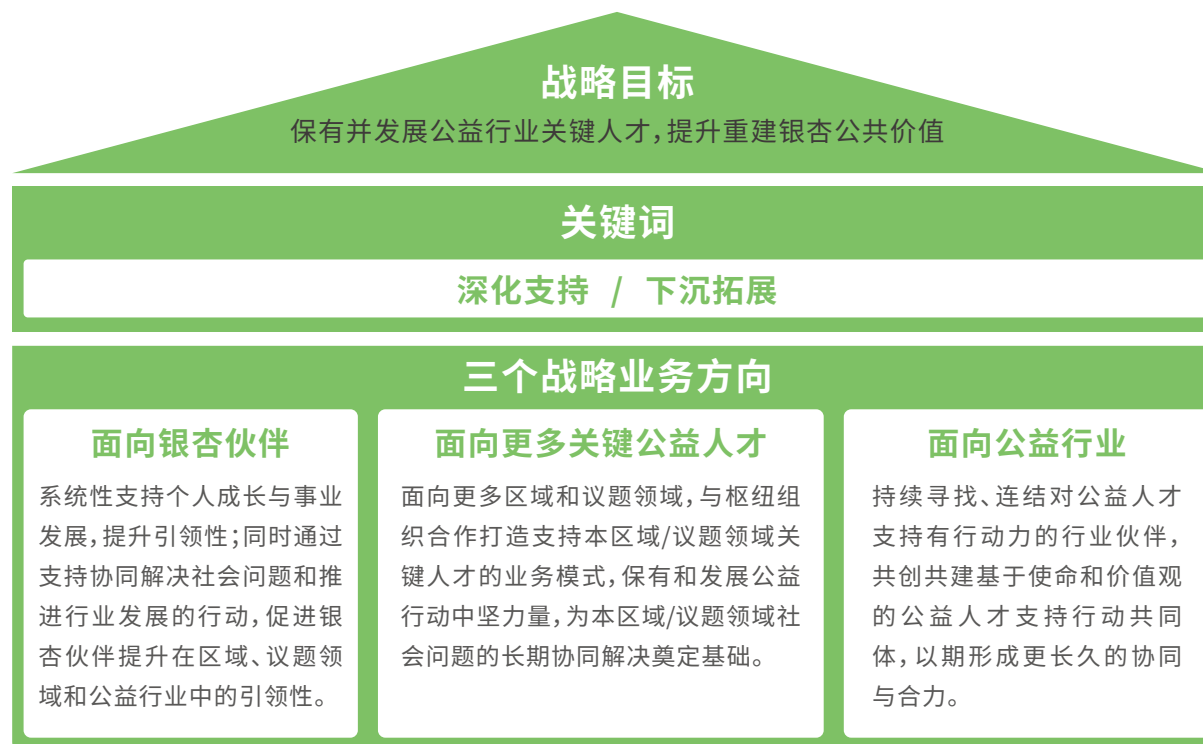 战略目标
保有并发展公益行业关键人才，提升重建银杏公共价值
关键词
深化支持 / 下沉拓展
三个战略业务方向
面向银杏伙伴
系统性支持个人成长与事业
发展，提升引领性；同时通过
支持协同解决社会问题和推
进行业发展的行动，促进银
杏伙伴提升在区域、议题领
域和公益行业中的引领性。
面向更多关键公益人才
面向更多区域和议题领域，与枢纽组
织合作打造支持本区域/议题领域关
键人才的业务模式，保有和发展公益
行动中坚力量，为本区域/议题领域社
会问题的长期协同解决奠定基础。
面向公益行业
持续寻找、连结对公益人才
支持有行动力的行业伙伴，
共创共建基于使命和价值观
的公益人才支持行动共同
体，以期形成更长久的协同
与合力。